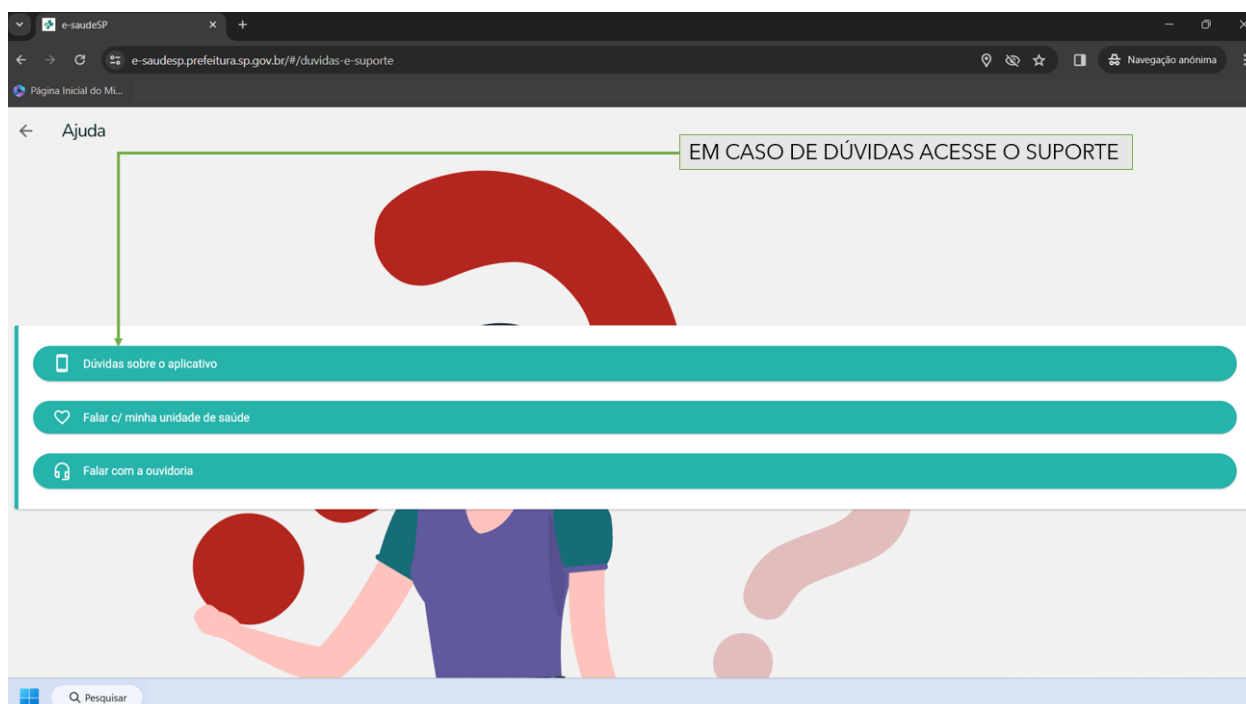 e-saudeSP
e-saudesp.prefeitura.sp.gov.br/#/duvidas-e-suporte
Navegação anónima
Página Inicial do Mi...
Ajuda
EM CASO DE DÚVIDAS ACESSE O SUPORTE
Dúvidas sobre o aplicativo
Falar c/ minha unidade de saúde
Falar com a ouvidoria
Pesquisar